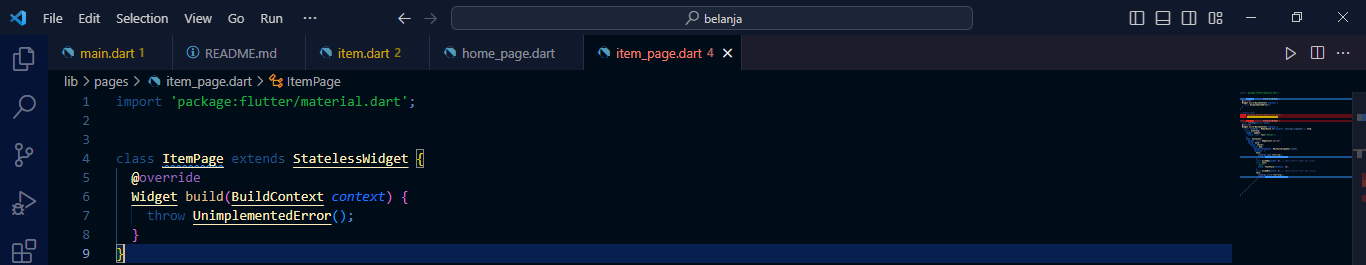 File Edit Selection View Go Run ... belanja
main.dart 1 README.md item.dart 2 home_page.dart item_page.dart 4
lib > pages > item_page.dart > ItemPage
1 import 'package:flutter/material.dart';
2
3
4 class ItemPage extends StatelessWidget {
5 @override
6 Widget build(BuildContext context) {
7 throw UnimplementedError();
8 }
9 }